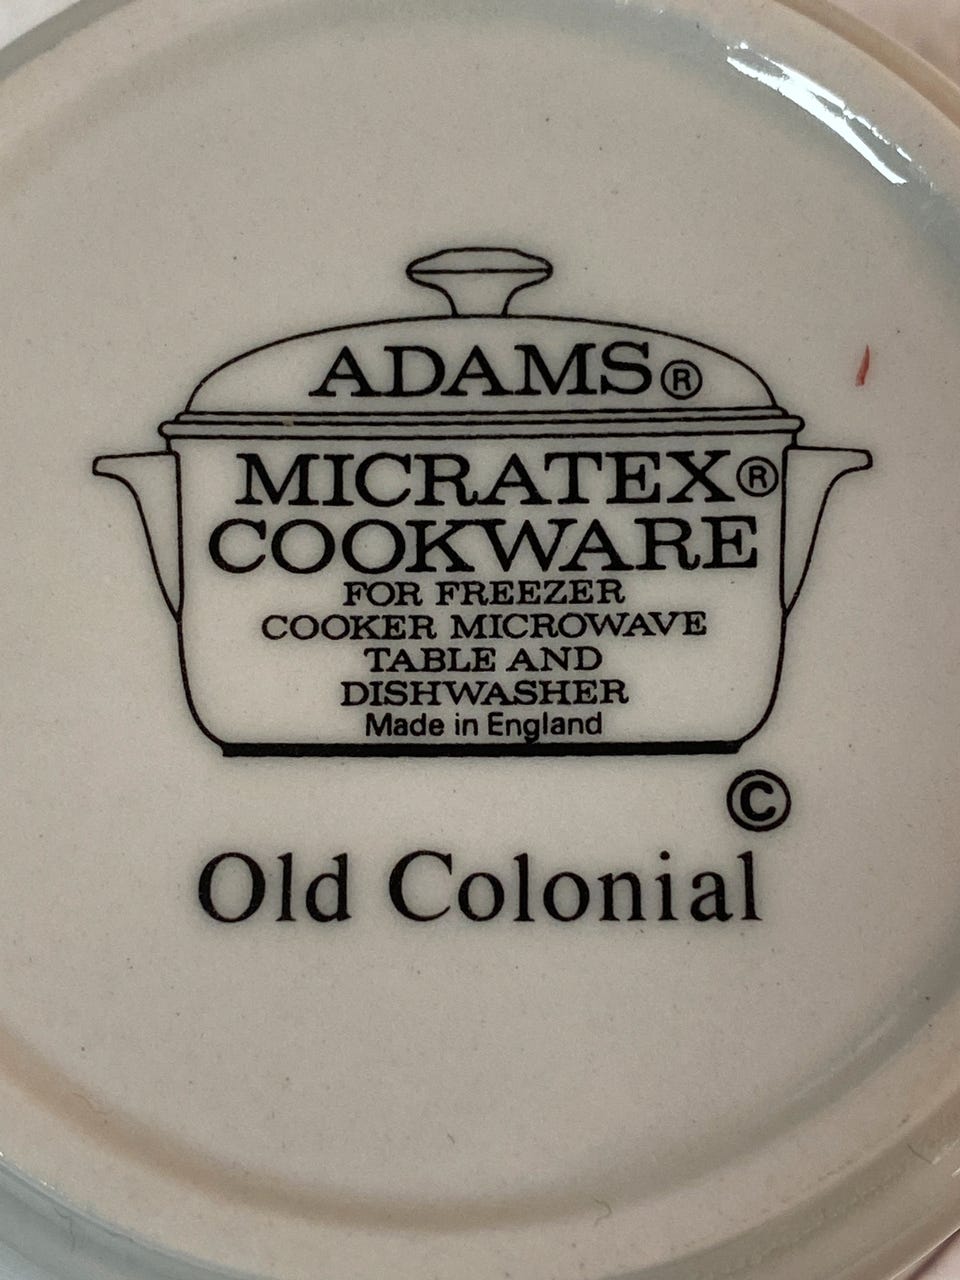 ADAMS®
MICRATEX®
COOKWARE
FOR FREEZER
COOKER MICROWAVE
TABLE AND
DISHWASHER
Made in England
©
Old Colonial